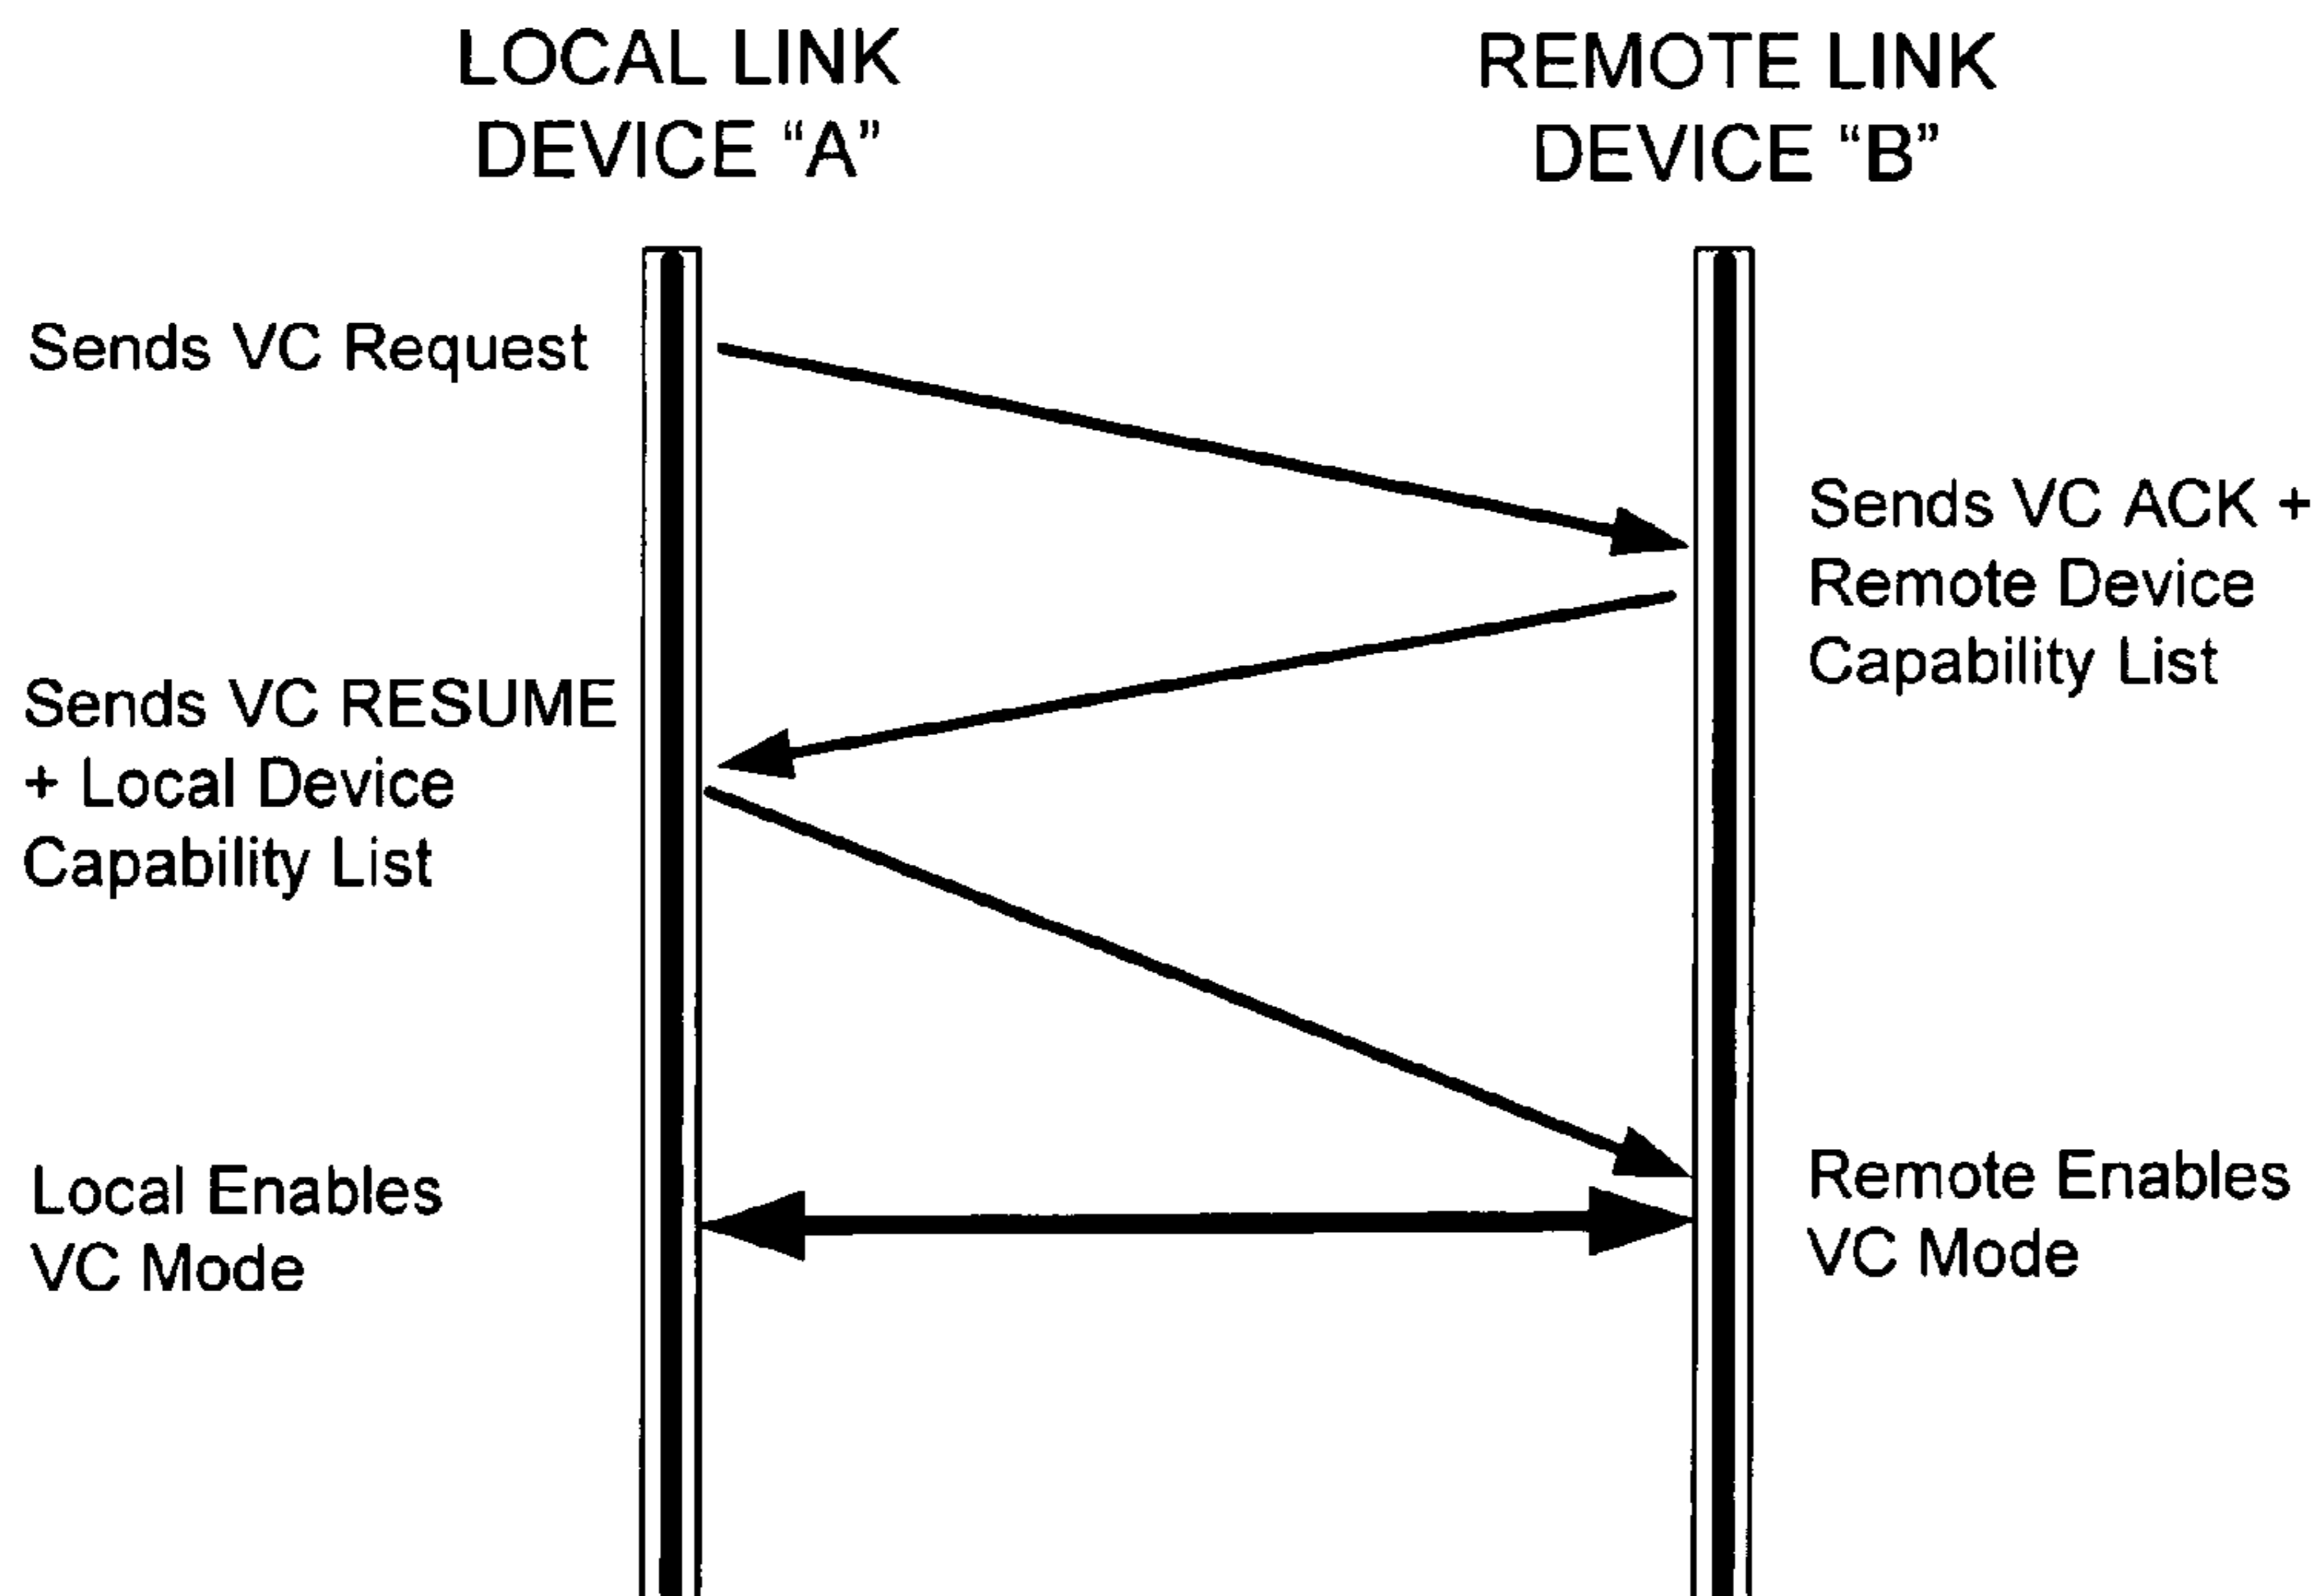 LOCAL LINK
DEVICE “A”
REMOTE LINK
DEVICE “B”
Sends VC Request
Sends VC ACK +
Remote Device
Capability List
Sends VC RESUME
+ Local Device
Capability List
Local Enables
VC Mode
Remote Enables
VC Mode